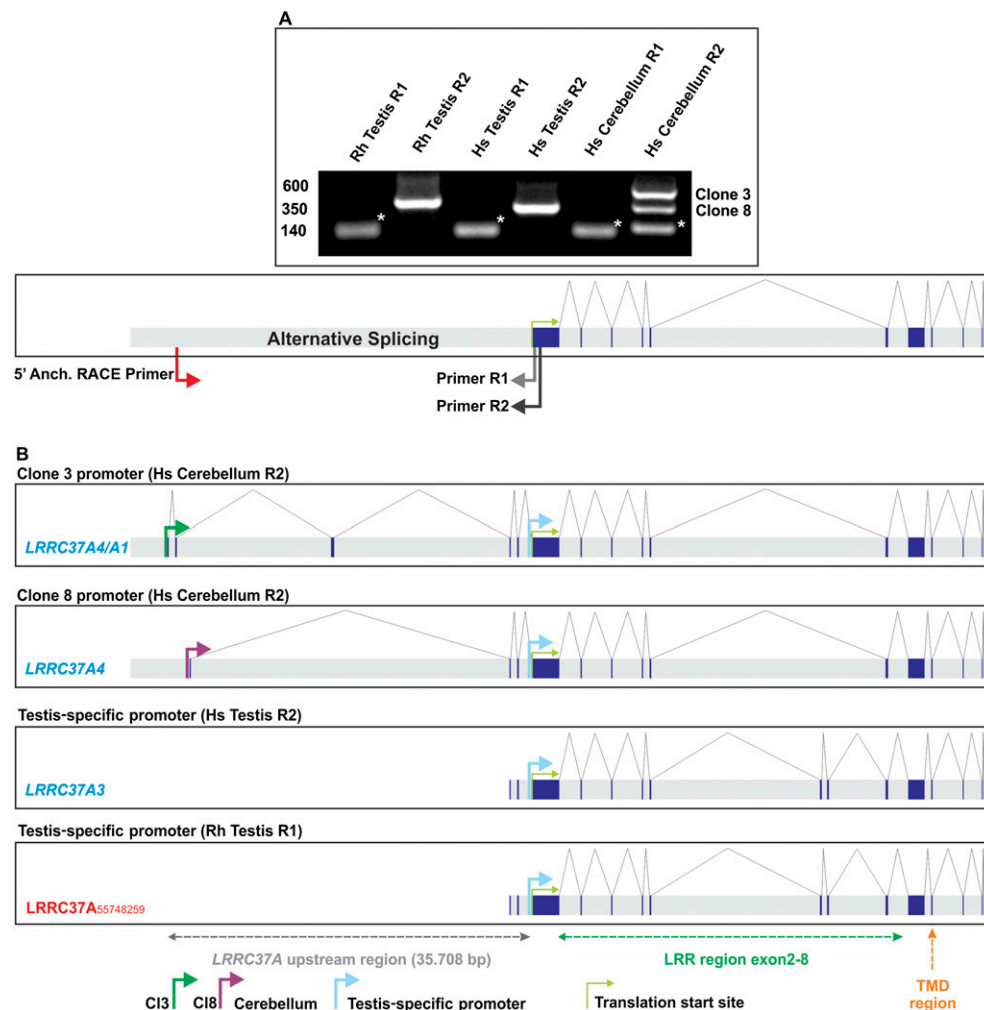 A
Rh Testis R1
Rh Testis R2
Hs Testis R1
Hs Testis R2
Hs Cerebellum R1
Hs Cerebellum R2
600
350
140
*
*
*
*
Clone 3
Clone 8
Alternative Splicing
5' Anch. RACE Primer
Primer R1
Primer R2
B
Clone 3 promoter (Hs Cerebellum R2)
LRRC37A4/A1
Clone 8 promoter (Hs Cerebellum R2)
LRRC37A4
Testis-specific promoter (Hs Testis R2)
LRRC37A3
Testis-specific promoter (Rh Testis R1)
LRRC37A55748259
LRRC37A upstream region (35.708 bp)
LRR region exon2-8
TMD
region
Cl3
Cl8
Cerebellum
Testis-specific promoter
Translation start site